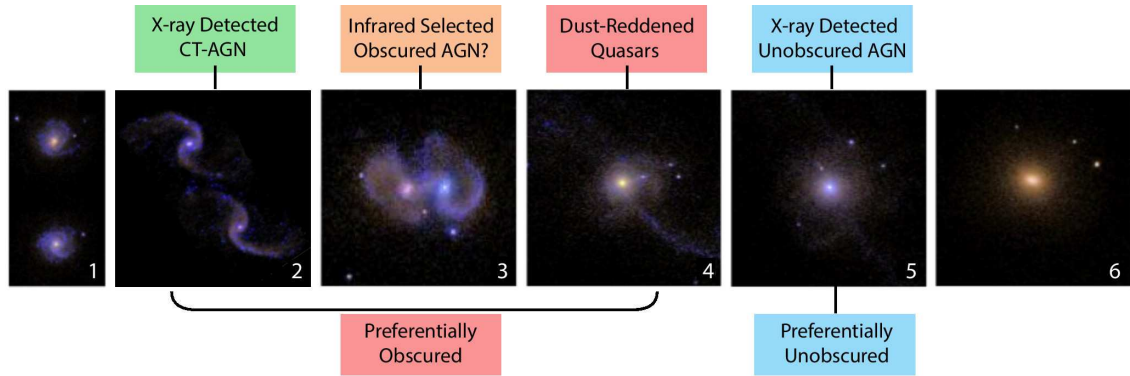 X-ray Detected
CT-AGN
Infrared Selected
Obscured AGN?
Dust-Reddened
Quasars
X-ray Detected
Unobscured AGN
1
2
3
4
5
6
Preferentially
Obscured
Preferentially
Unobscured